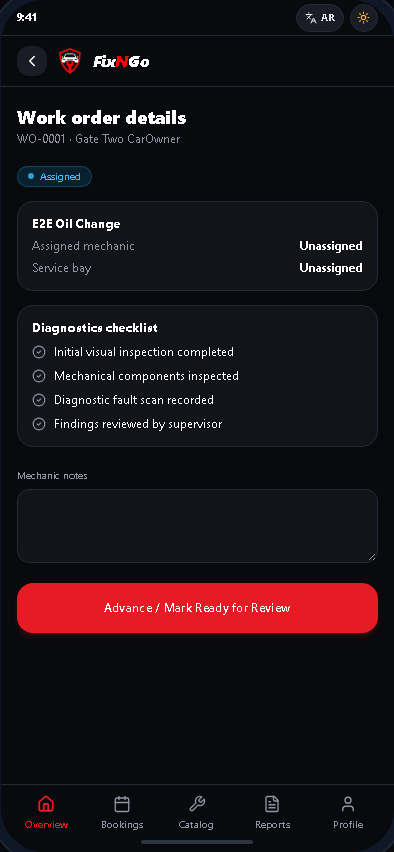 9:41
AR
FixNGo
Work order details
WO-0001 · Gate Two CarOwner
Assigned
E2E Oil Change
Assigned mechanic Unassigned
Service bay Unassigned
Diagnostics checklist
Initial visual inspection completed
Mechanical components inspected
Diagnostic fault scan recorded
Findings reviewed by supervisor
Mechanic notes
Advance / Mark Ready for Review
Overview Bookings Catalog Reports Profile